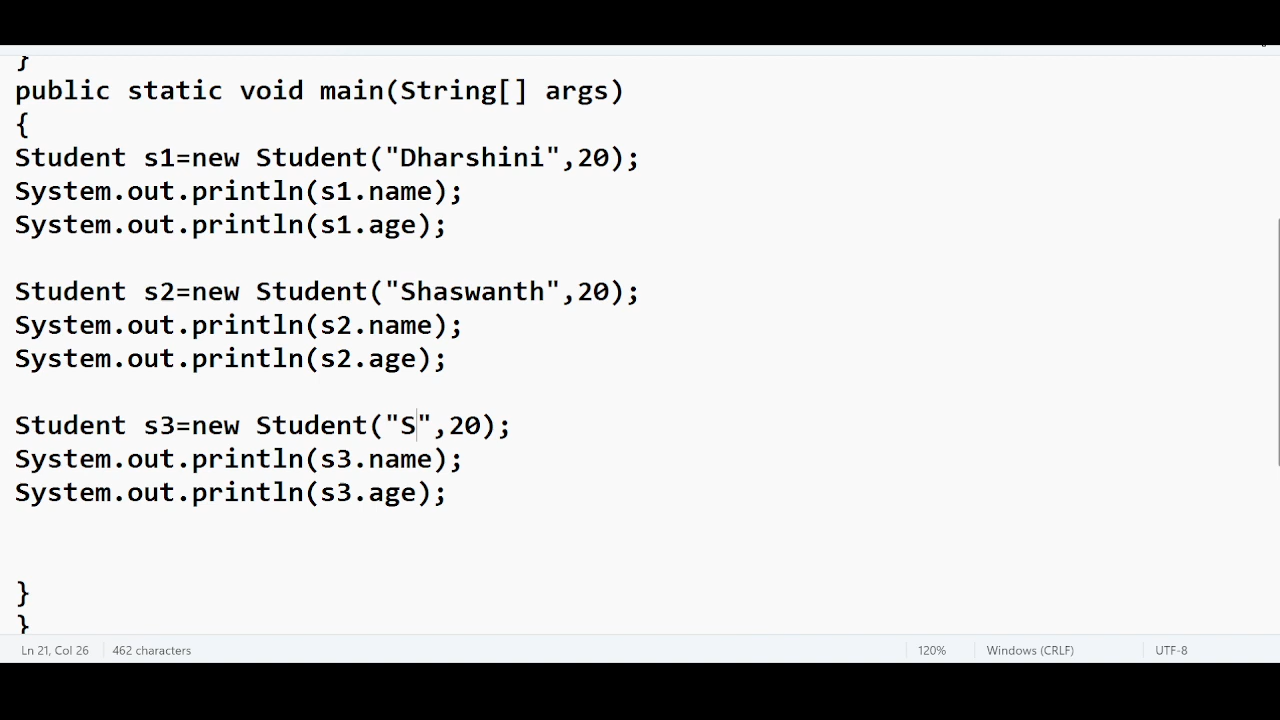 }
public static void main(String[] args)
{
Student s1=new Student("Dharshini",20);
System.out.println(s1.name);
System.out.println(s1.age);
Student s2=new Student("Shaswanth",20);
System.out.println(s2.name);
System.out.println(s2.age);
Student s3=new Student("S",20);
System.out.println(s3.name);
System.out.println(s3.age);
}
}
Ln 21, Col 26 462 characters 120% Windows (CRLF) UTF-8